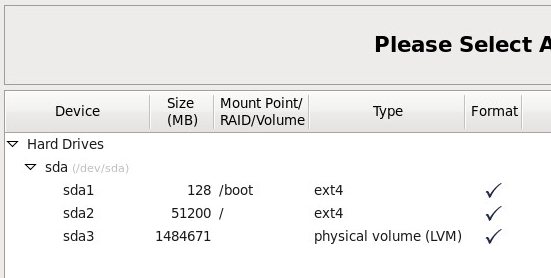 Please Select A
Device Size (MB) Mount Point/ RAID/Volume Type Format
Hard Drives
sda (/dev/sda)
sda1 128 /boot ext4
sda2 51200 / ext4
sda3 1484671 physical volume (LVM)